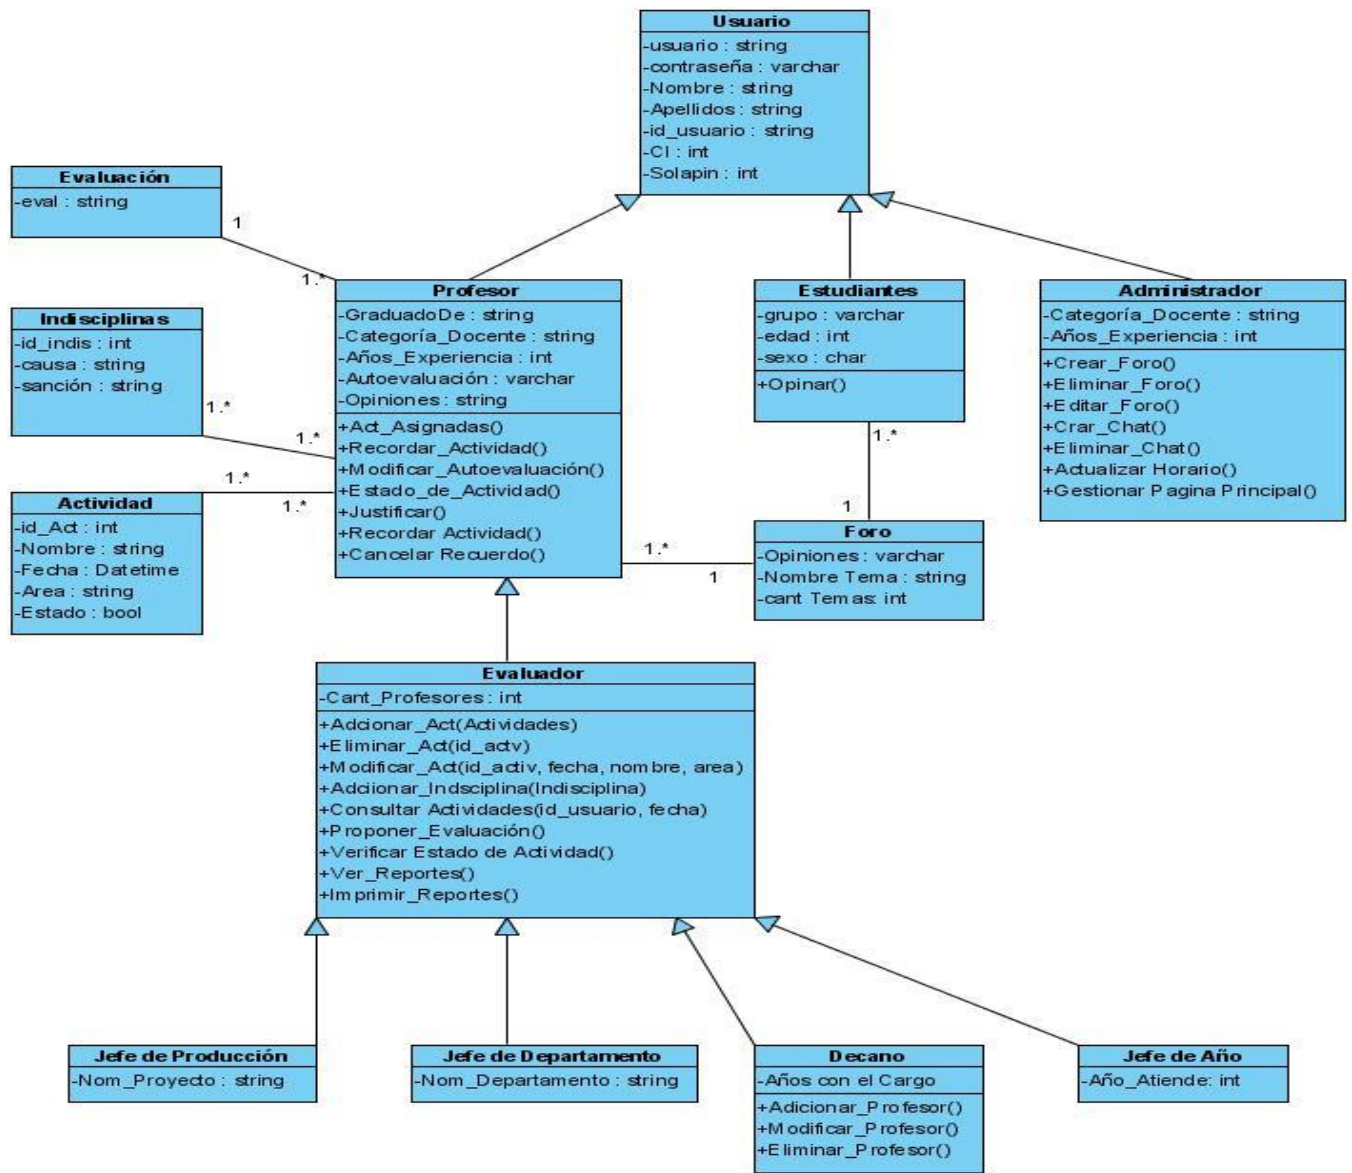 Usuario
-usuario : string
-contraseña : varchar
-Nombre : string
-Apellidos : string
-id_usuario : string
-CI : int
-Solapin : int
Evaluación
-eval : string
1
1.*
Indisciplinas
-id_indis : int
-causa : string
-sanción : string
1.*
1.*
Actividad
-id_Act : int
-Nombre : string
-Fecha : Datetime
-Area : string
-Estado : bool
1.*
1.*
Profesor
-GraduadoDe : string
-Categoría_Docente : string
-Años_Experiencia : int
-Autoevaluación : varchar
-Opiniones : string
+Act_Asignadas()
+Recordar_Actividad()
+Modificar_Autoevaluación()
+Estado_de_Actividad()
+Justificar()
+Recordar Actividad()
+Cancelar Recuerdo()
Estudiantes
-grupo : varchar
-edad : int
-sexo : char
+Opinar()
1.*
1
Administrador
-Categoría_Docente : string
-Años_Experiencia : int
+Crear_Foro()
+Eliminar_Foro()
+Editar_Foro()
+Crar_Chat()
+Eliminar_Chat()
+Actualizar Horario()
+Gestionar Pagina Principal()
1.*
1
Foro
-Opiniones : varchar
-Nombre Tema : string
-cant Temas: int
Evaluador
-Cant_Profesores : int
+Adcionar_Act(Actividades)
+Eliminar_Act(id_actv)
+Modificar_Act(id_activ, fecha, nombre, area)
+Adciionar_Indsciplina(Indisciplina)
+Consultar Actividades(id_usuario, fecha)
+Proponer_Evaluación()
+Verificar Estado de Actividad()
+Ver_Reportes()
+Imprimir_Reportes()
Jefe de Producción
-Nom_Proyecto : string
Jefe de Departamento
-Nom_Departamento : string
Decano
-Años con el Cargo
+Adicionar_Profesor()
+Modificar_Profesor()
+Eliminar_Profesor()
Jefe de Año
-Año_Atiende: int